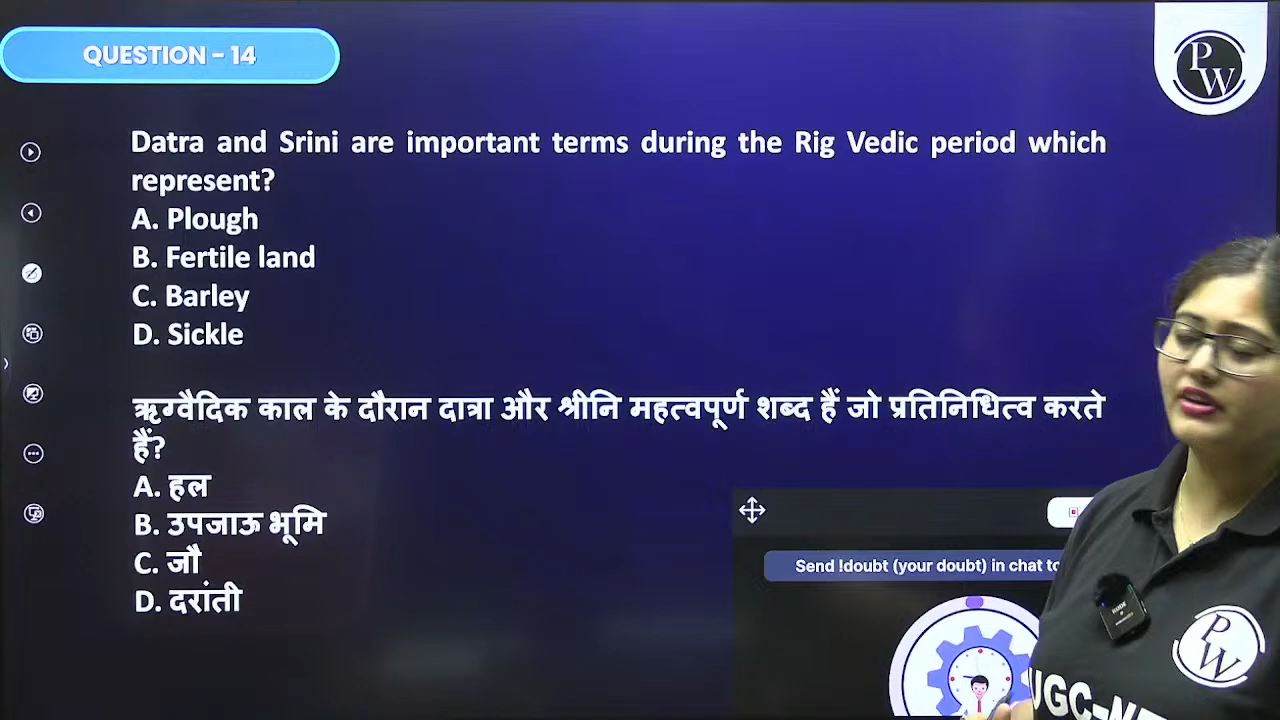 QUESTION - 14
PW
Datra and Srini are important terms during the Rig Vedic period which
represent?
A. Plough
B. Fertile land
C. Barley
D. Sickle
ऋग्वैदिक काल के दौरान दात्रा और श्रीनि महत्वपूर्ण शब्द हैं जो प्रतिनिधित्व करते
हैं?
A. हल
B. उपजाऊ भूमि
C. जौ
D. दरांती
Send !doubt (your doubt) in chat to
PW